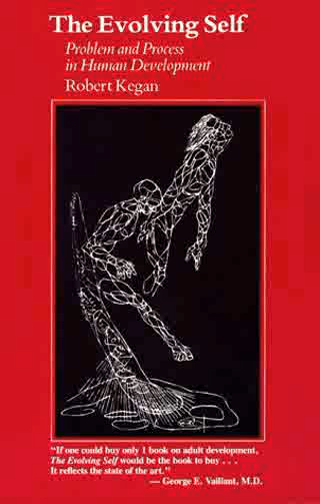 The Evolving Self
Problem and Process
in Human Development
Robert Kegan
“If one could buy only 1 book on adult development,
The Evolving Self would be the book to buy . . .
It reflects the state of the art.”
— George E. Vaillant, M.D.